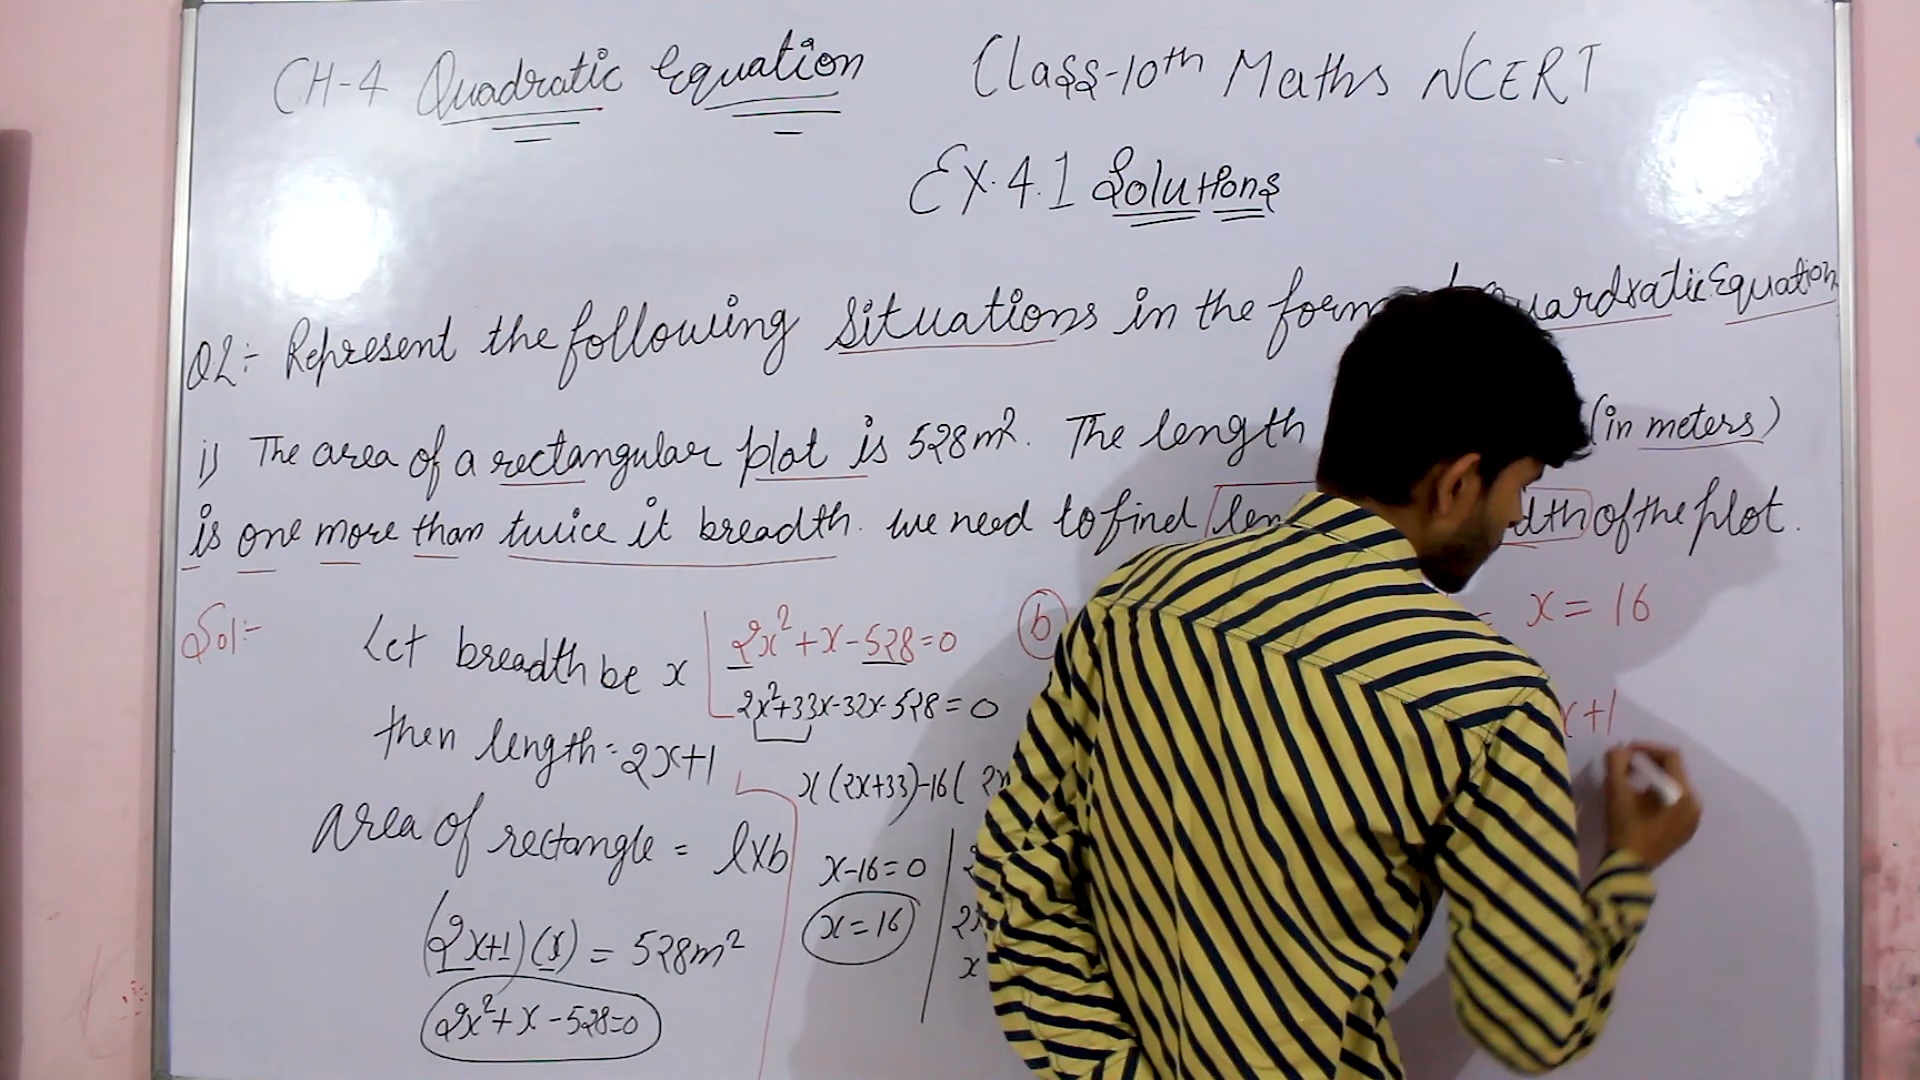 CH-4 Quadratic Equation Class-10th Maths NCERT
EX.4.1 Solutions
Q2:- Represent the following situations in the form Quardratic Equation
i) The area of a rectangular plot is 528m². The length (in meters)
is one more than twice it breadth. We need to find of the plot.
Sol:-
Let breadth be x
then length = 2x+1
Area of rectangle = l×b
(2x+1)(x) = 528m²
2x²+x-528=0
2x²+x-528=0
2x²+33x-32x-528=0
x(2x+33)-16(
x-16=0
x=16
b
x = 16
x+1